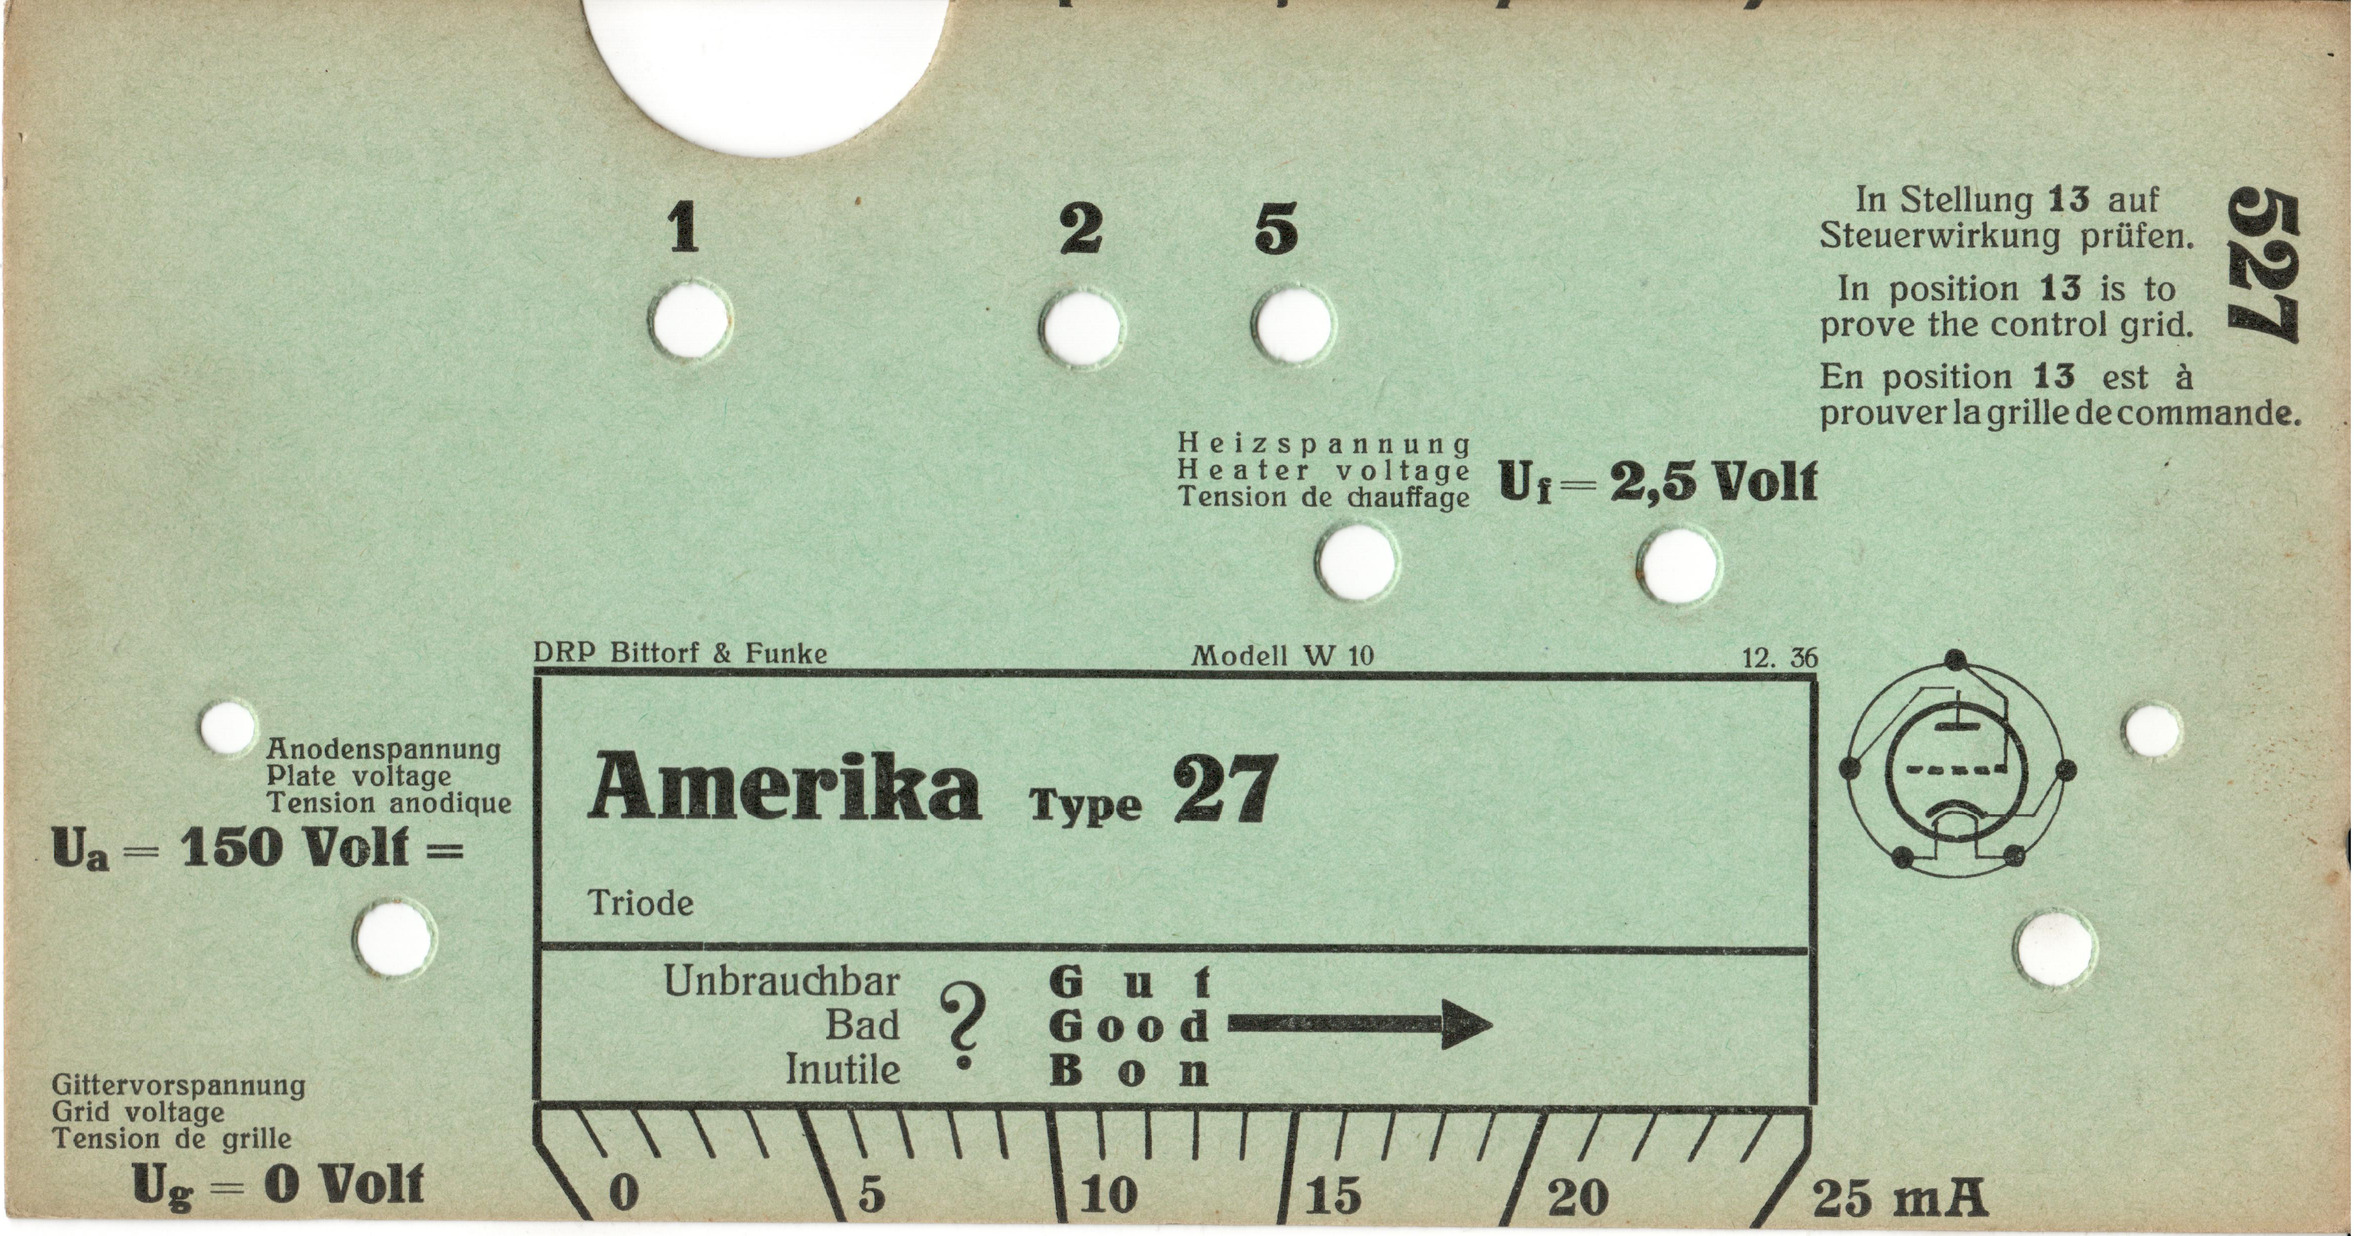 1 2 5
In Stellung 13 auf
Steuerwirkung prüfen.
In position 13 is to
prove the control grid.
En position 13 est à
prouver la grille de commande.
527
Heizspannung
Heater voltage
Tension de chauffage
Uf = 2,5 Volt
DRP Bittorf & Funke Modell W 10 12. 36
Anodenspannung
Plate voltage
Tension anodique
Ua = 150 Volt =
Amerika Type 27
Triode
Unbrauchbar
Bad
Inutile
?
Gut
Good
Bon
Gittervorspannung
Grid voltage
Tension de grille
Ug = 0 Volt
0 5 10 15 20 25 mA